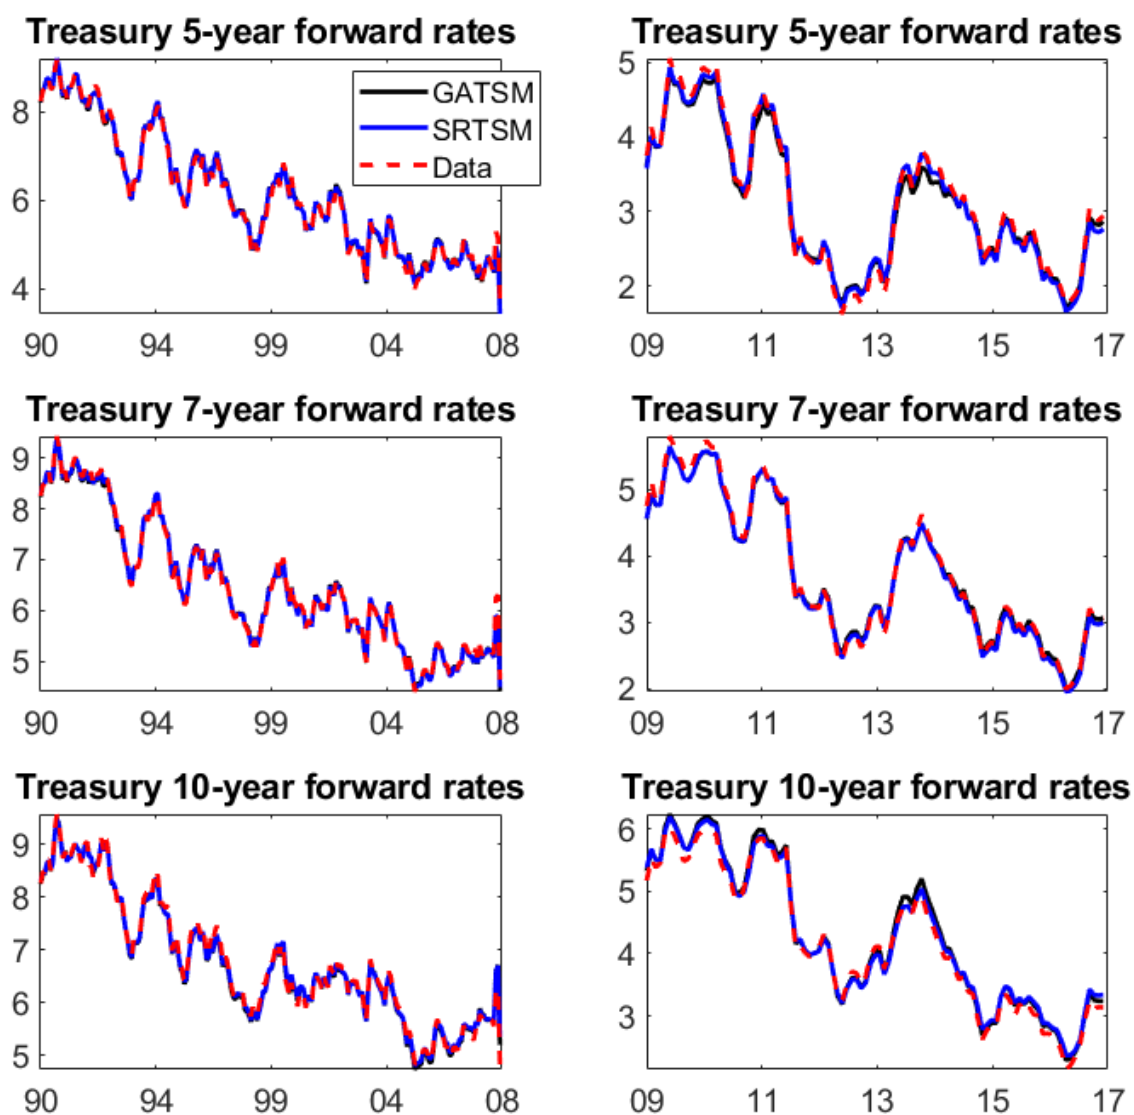 Treasury 5-year forward rates
GATSM
SRTSM
Data
8
6
4
90 94 99 04 08
Treasury 5-year forward rates
5
4
3
2
09 11 13 15 17
Treasury 7-year forward rates
9
8
7
6
5
90 94 99 04 08
Treasury 7-year forward rates
5
4
3
2
09 11 13 15 17
Treasury 10-year forward rates
9
8
7
6
5
90 94 99 04 08
Treasury 10-year forward rates
6
5
4
3
09 11 13 15 17